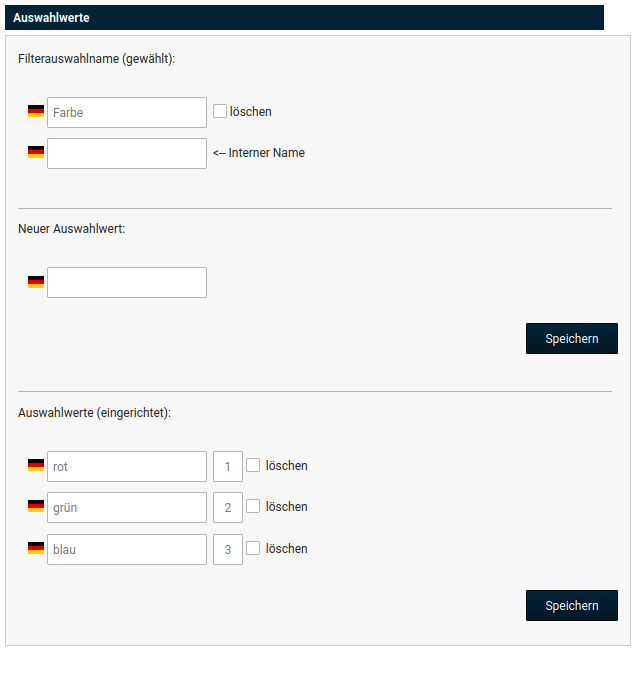 Auswahlwerte
Filterauswahlname (gewählt):
Farbe löschen
<-- Interner Name
Neuer Auswahlwert:
Speichern
Auswahlwerte (eingerichtet):
rot 1 löschen
grün 2 löschen
blau 3 löschen
Speichern